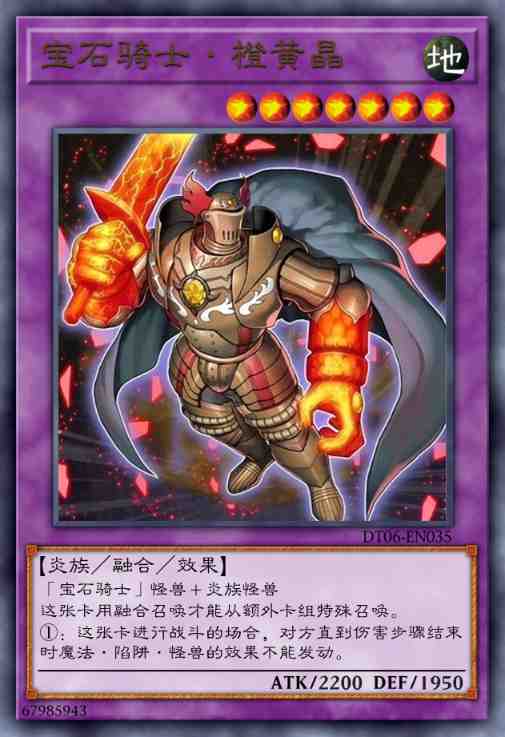 宝石骑士·橙黄晶
地
DT06-EN035
【炎族／融合／效果】
「宝石骑士」怪兽＋炎族怪兽
这张卡用融合召唤才能从额外卡组特殊召唤。
①：这张卡进行战斗的场合，对方直到伤害步骤结束
时魔法·陷阱·怪兽的效果不能发动。
ATK/2200 DEF/1950
67985943